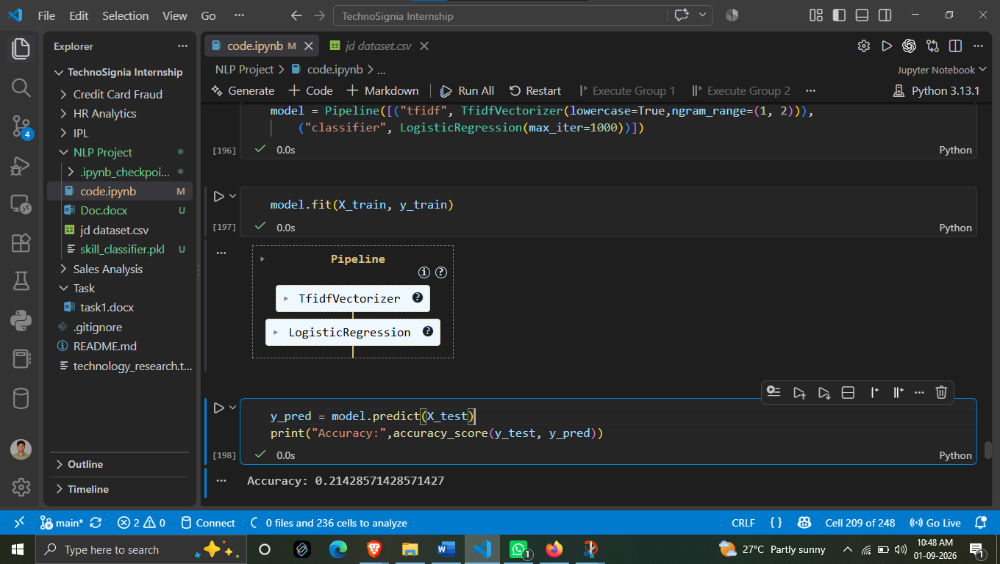 File Edit Selection View Go ··· TechnoSignia Internship
Explorer ···
code.ipynb M
jd dataset.csv
TechnoSignia Internship
NLP Project > code.ipynb > ...
Jupyter Notebook
Credit Card Fraud
Generate + Code + Markdown Run All Restart Execute Group 1 Execute Group 2 ··· Python 3.13.1
HR Analytics
IPL
NLP Project
.ipynb_checkpoi...
code.ipynb M
Doc.docx U
jd dataset.csv
skill_classifier.pkl U
Sales Analysis
Task
task1.docx
.gitignore
README.md
technology_research.t...
Outline
Timeline
4
model = Pipeline([("tfidf", TfidfVectorizer(lowercase=True,ngram_range=(1, 2))),
("classifier", LogisticRegression(max_iter=1000))])
[196] 0.0s Python
model.fit(X_train, y_train)
[197] 0.0s Python
Pipeline
TfidfVectorizer
LogisticRegression
y_pred = model.predict(X_test)
print("Accuracy:",accuracy_score(y_test, y_pred))
[198] 0.0s Python
Accuracy: 0.21428571428571427
main* 2 0 Connect 0 files and 236 cells to analyze CRLF { } Cell 209 of 248 Go Live
Type here to search
1
27°C Partly sunny
10:48 AM
01-09-2026
1